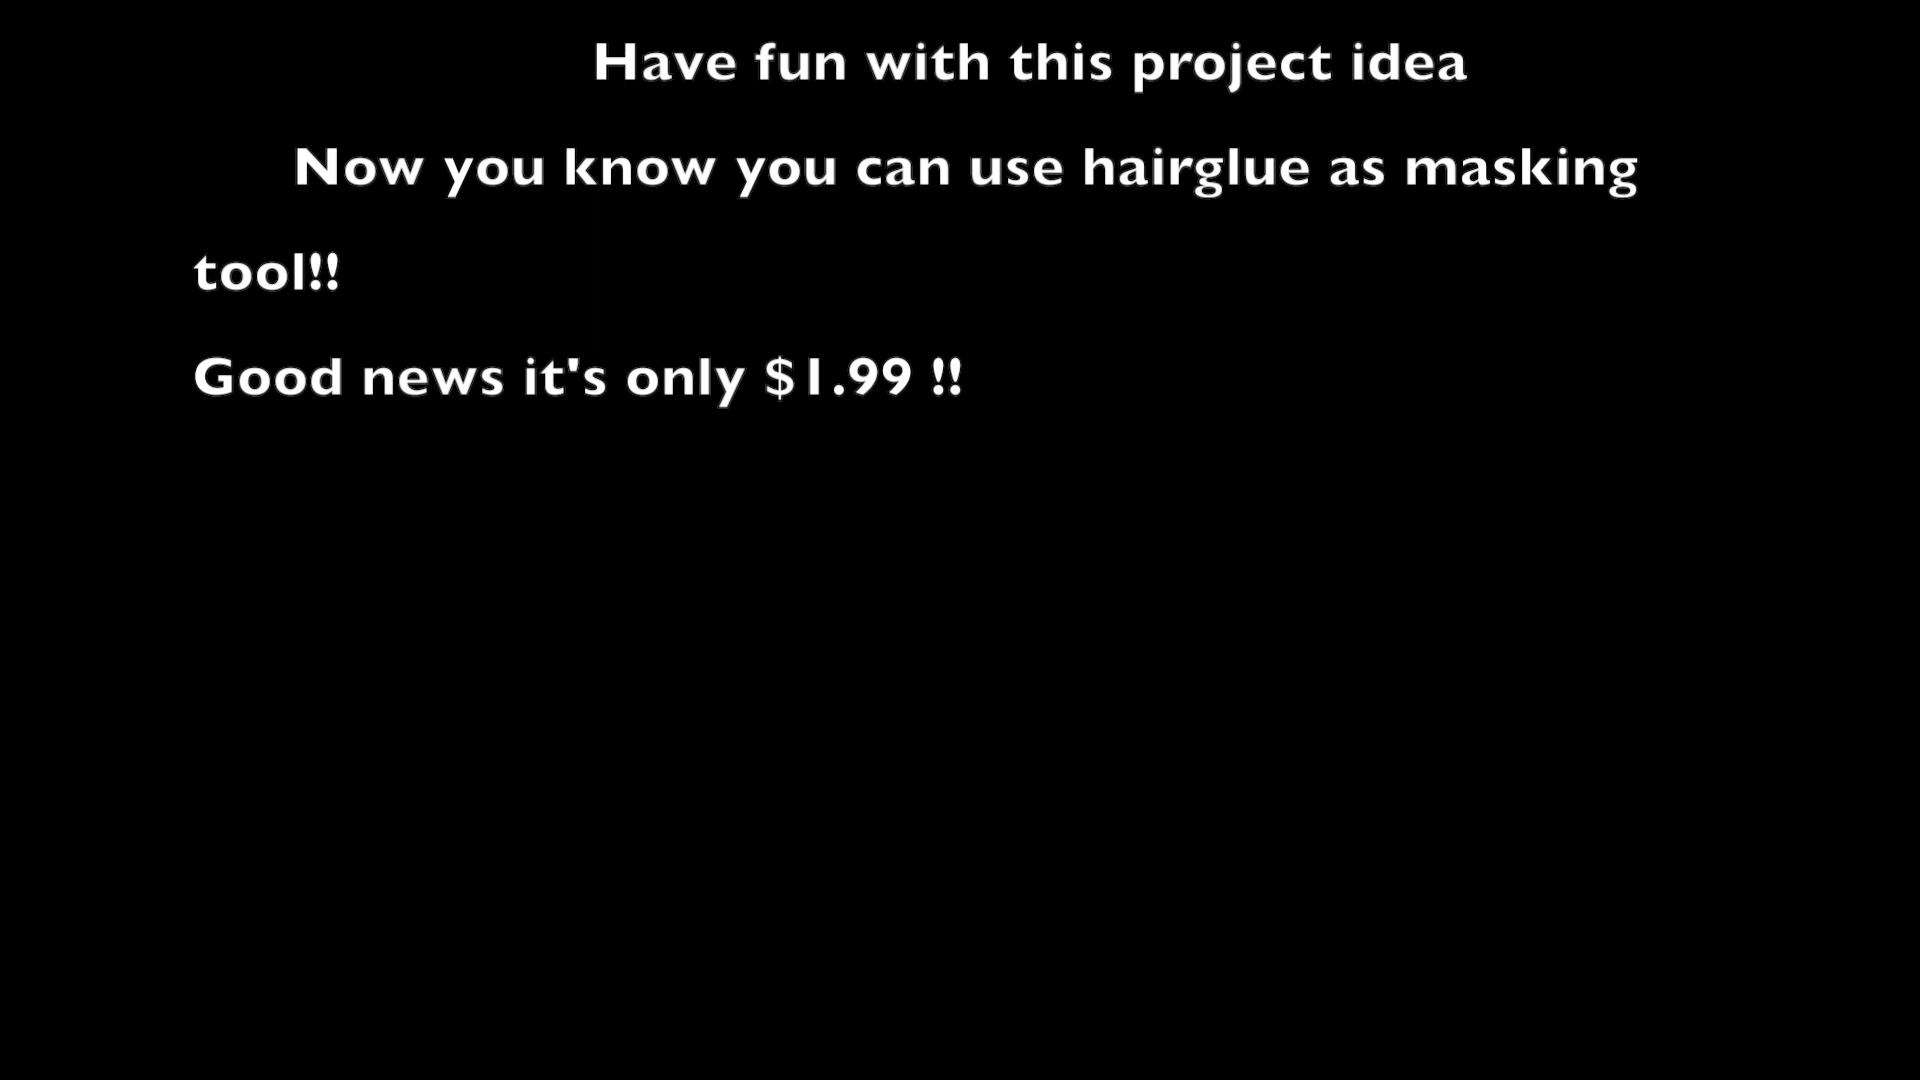 Have fun with this project idea
Now you know you can use hairglue as masking
tool!!
Good news it's only $1.99 !!